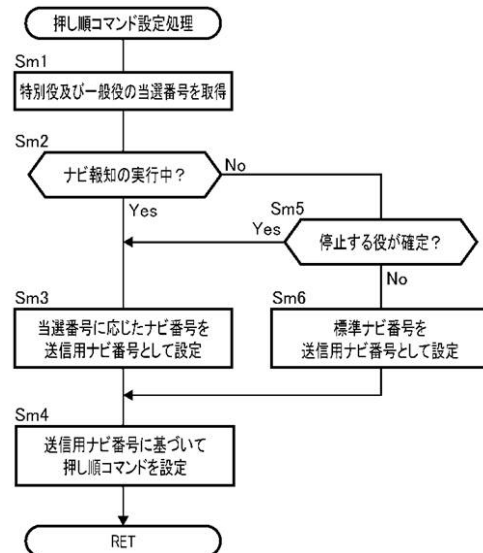 押し順コマンド設定処理
Sm1
特別役及び一般役の当選番号を取得
Sm2
ナビ報知の実行中?
No
Yes
Sm5
停止する役が確定?
Yes
No
Sm3
当選番号に応じたナビ番号を
送信用ナビ番号として設定
Sm6
標準ナビ番号を
送信用ナビ番号として設定
Sm4
送信用ナビ番号に基づいて
押し順コマンドを設定
RET